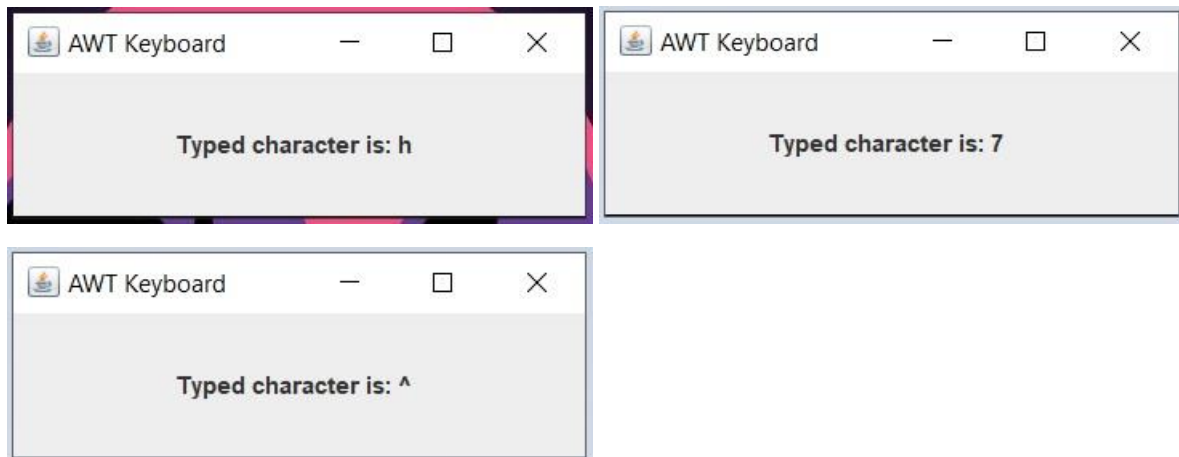 AWT Keyboard
Typed character is: h
AWT Keyboard
Typed character is: 7
AWT Keyboard
Typed character is: ^